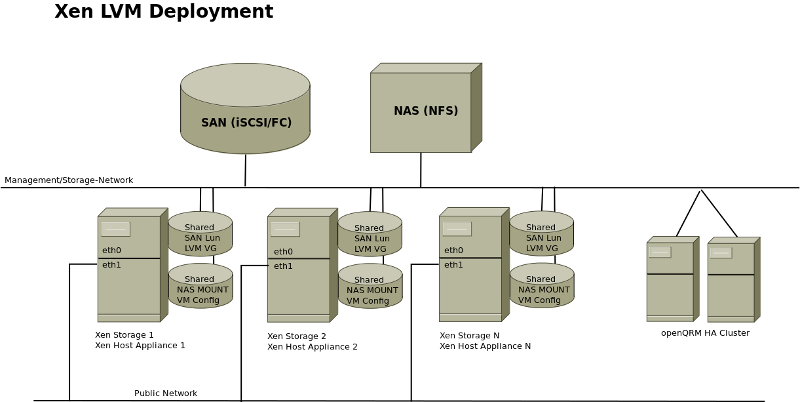 Xen LVM Deployment
SAN (iSCSI/FC)
NAS (NFS)
Management/Storage-Network
eth0
eth1
Shared
SAN Lun
LVM VG
Shared
NAS MOUNT
VM Config
Xen Storage 1
Xen Host Appliance 1
eth0
eth1
Shared
SAN Lun
LVM VG
Shared
NAS MOUNT
VM Config
Xen Storage 2
Xen Host Appliance 2
eth0
eth1
Shared
SAN Lun
LVM VG
Shared
NAS MOUNT
VM Config
Xen Storage N
Xen Host Appliance N
openQRM HA Cluster
Public Network